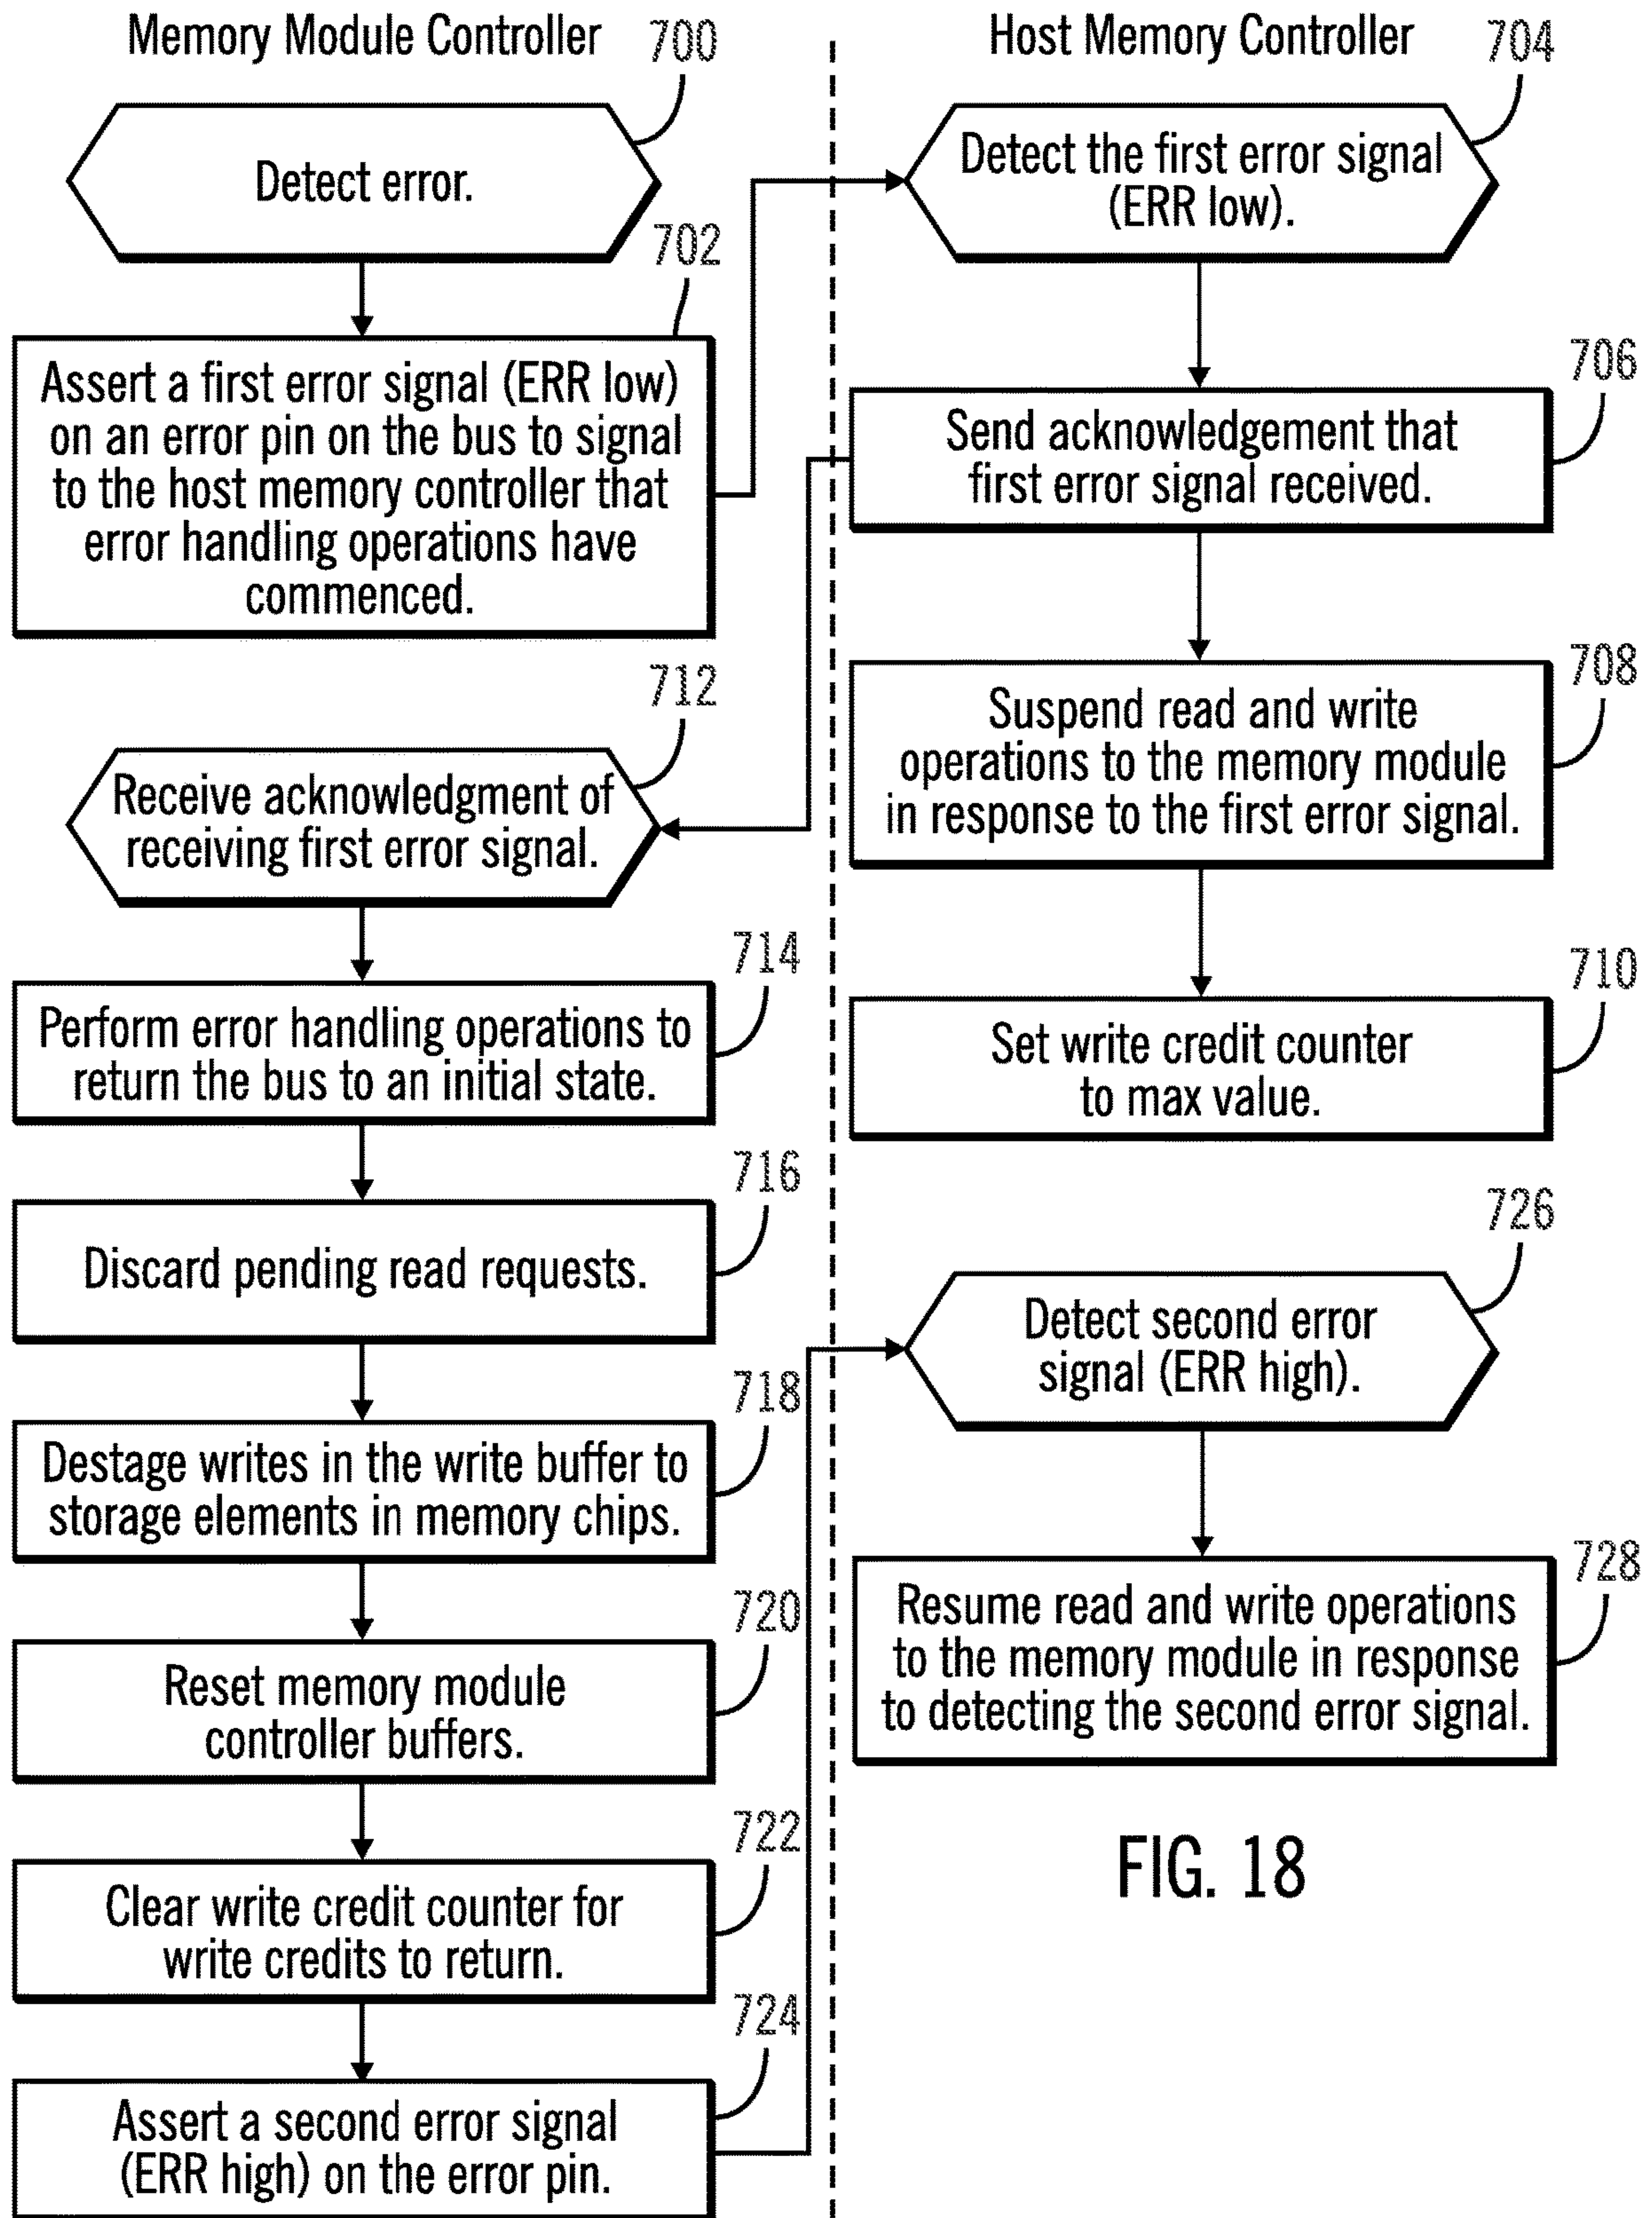 Memory Module Controller
700
Detect error.
702
Assert a first error signal (ERR low)
on an error pin on the bus to signal
to the host memory controller that
error handling operations have
commenced.
712
Receive acknowledgment of
receiving first error signal.
714
Perform error handling operations to
return the bus to an initial state.
716
Discard pending read requests.
718
Destage writes in the write buffer to
storage elements in memory chips.
720
Reset memory module
controller buffers.
722
Clear write credit counter for
write credits to return.
724
Assert a second error signal
(ERR high) on the error pin.
Host Memory Controller
704
Detect the first error signal
(ERR low).
706
Send acknowledgement that
first error signal received.
708
Suspend read and write
operations to the memory module
in response to the first error signal.
710
Set write credit counter
to max value.
726
Detect second error
signal (ERR high).
728
Resume read and write operations
to the memory module in response
to detecting the second error signal.
FIG. 18